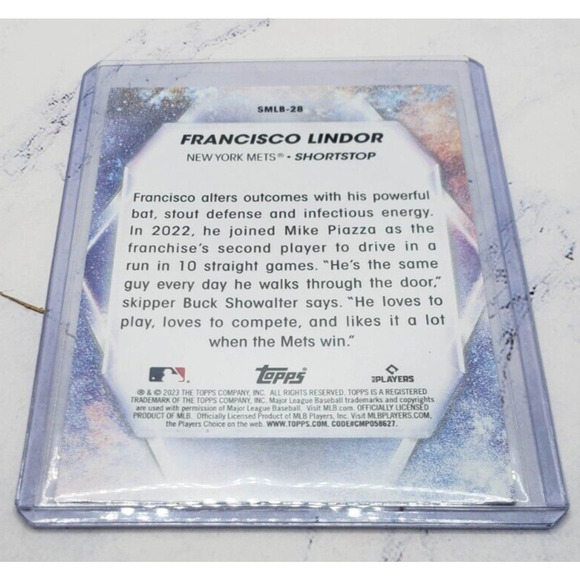 SMLB-28
FRANCISCO LINDOR
NEW YORK METS® • SHORTSTOP
Francisco alters outcomes with his powerful
bat, stout defense and infectious energy.
In 2022, he joined Mike Piazza as the
franchise's second player to drive in a
run in 10 straight games. "He's the same
guy every day he walks through the door,"
skipper Buck Showalter says. "He loves to
play, loves to compete, and likes it a lot
when the Mets win."
Topps
PLAYERS
® & © 2023 THE TOPPS COMPANY, INC. ALL RIGHTS RESERVED. TOPPS IS A REGISTERED
TRADEMARK OF THE TOPPS COMPANY, INC. Major League Baseball trademarks and copyrights
are used with permission of Major League Baseball. Visit MLB.com. OFFICIALLY LICENSED
PRODUCT OF MLB. Officially Licensed Product of MLB Players, Inc. Visit MLBPLAYERS.com,
the Players Choice on the web. WWW.TOPPS.COM. CODE#CMP058627.